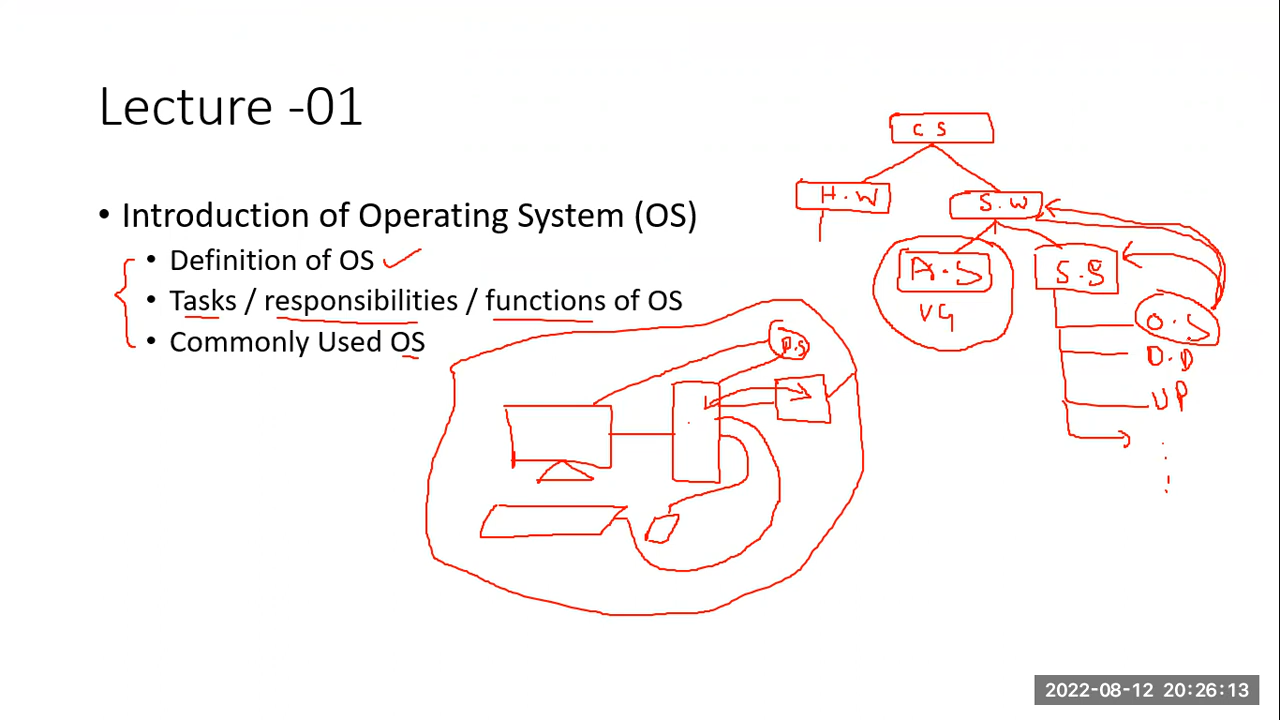 Lecture -01
• Introduction of Operating System (OS)
• Definition of OS
• Tasks / responsibilities / functions of OS
• Commonly Used OS
C S
H.W
S.W
A.S
S.S
VG
O.S
D.D
UP
P.S
2022-08-12 20:26:13